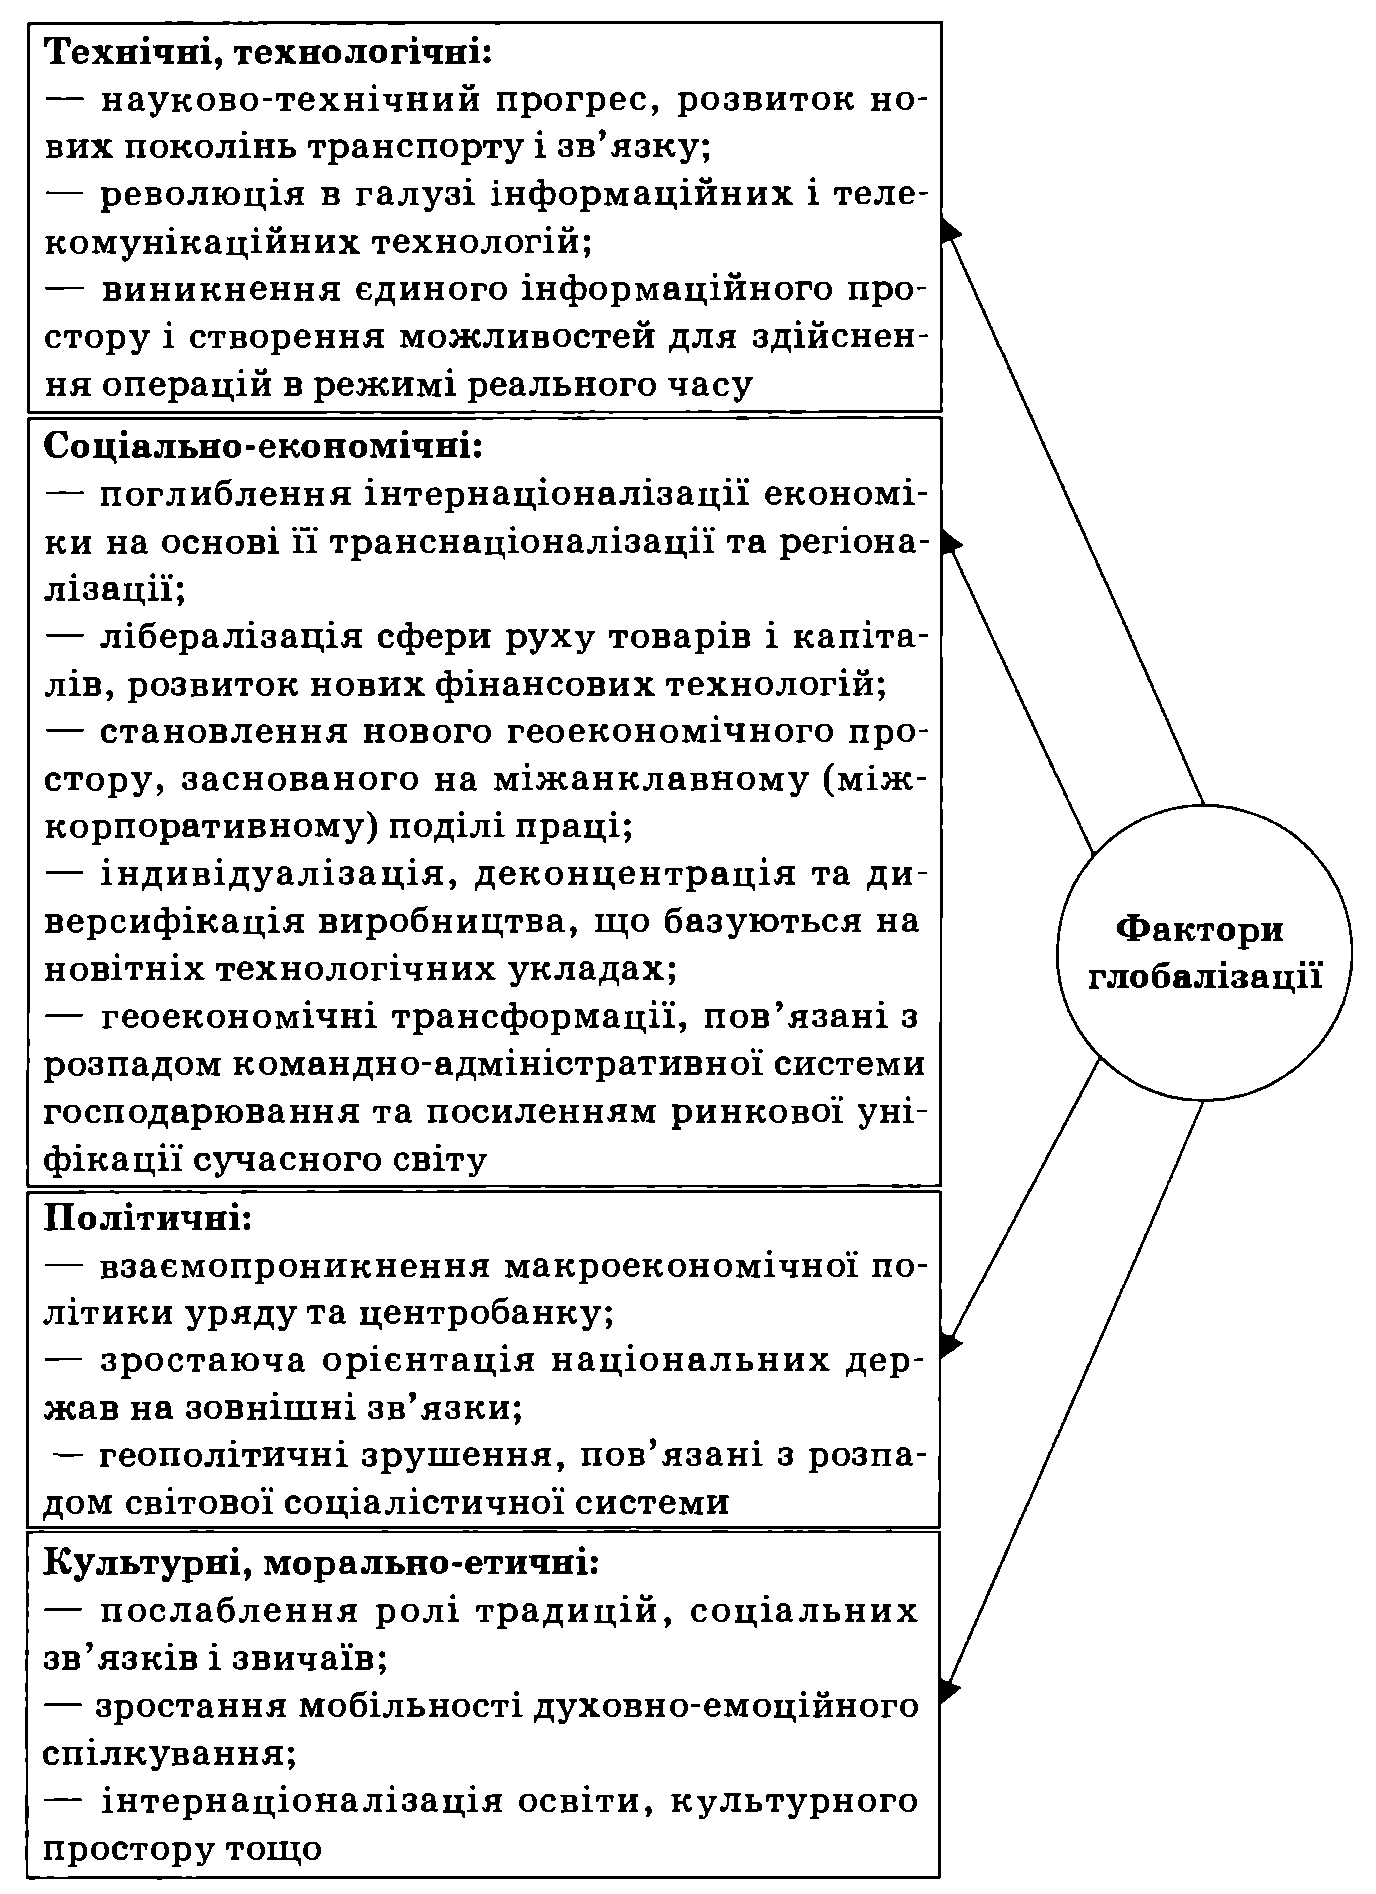 Технічні, технологічні:
— науково-технічний прогрес, розвиток но-
вих поколінь транспорту і зв’язку;
— революція в галузі інформаційних і теле-
комунікаційних технологій;
— виникнення єдиного інформаційного про-
стору і створення можливостей для здійснен-
ня операцій в режимі реального часу
Соціально-економічні:
— поглиблення інтернаціоналізації економі-
ки на основі її транснаціоналізації та регіона-
лізації;
— лібералізація сфери руху товарів і капіта-
лів, розвиток нових фінансових технологій;
— становлення нового геоекономічного про-
стору, заснованого на міжанклавному (між-
корпоративному) поділі праці;
— індивідуалізація, деконцентрація та ди-
версифікація виробництва, що базуються на
новітніх технологічних укладах;
— геоекономічні трансформації, пов’язані з
розпадом командно-адміністративної системи
господарювання та посиленням ринкової уні-
фікації сучасного світу
Політичні:
— взаємопроникнення макроекономічної по-
літики уряду та центробанку;
— зростаюча орієнтація національних дер-
жав на зовнішні зв’язки;
— геополітичні зрушення, пов’язані з розпа-
дом світової соціалістичної системи
Культурні, морально-етичні:
— послаблення ролі традицій, соціальних
зв’язків і звичаїв;
— зростання мобільності духовно-емоційного
спілкування;
— інтернаціоналізація освіти, культурного
простору тощо
Фактори
глобалізації